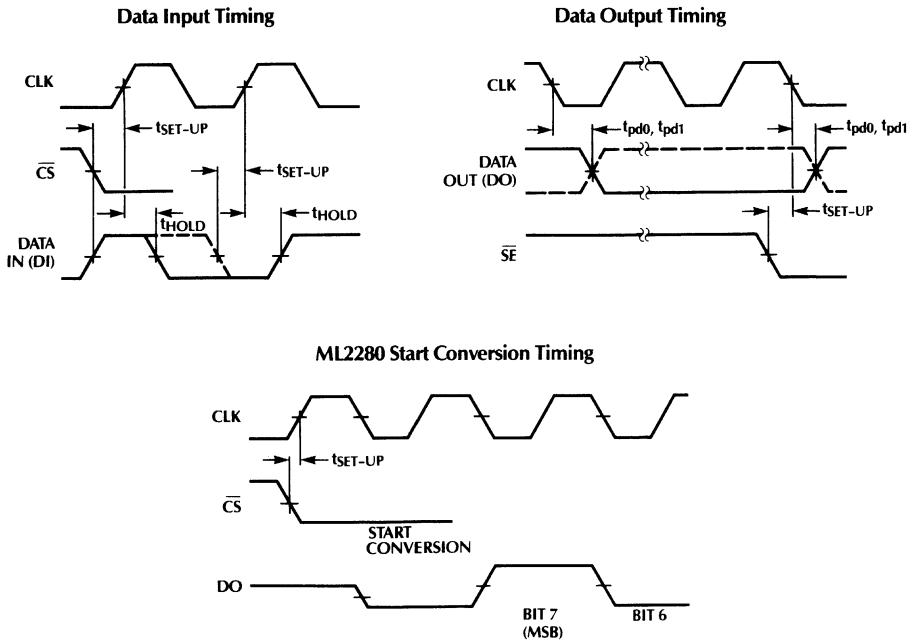 Data Input Timing
CLK
tSET–UP
CS
tSET–UP
tHOLD
tHOLD
DATA
IN (DI)
Data Output Timing
CLK
tpd0, tpd1
tpd0, tpd1
DATA
OUT (DO)
tSET–UP
SE
ML2280 Start Conversion Timing
CLK
tSET–UP
CS
START
CONVERSION
DO
BIT 7
(MSB)
BIT 6